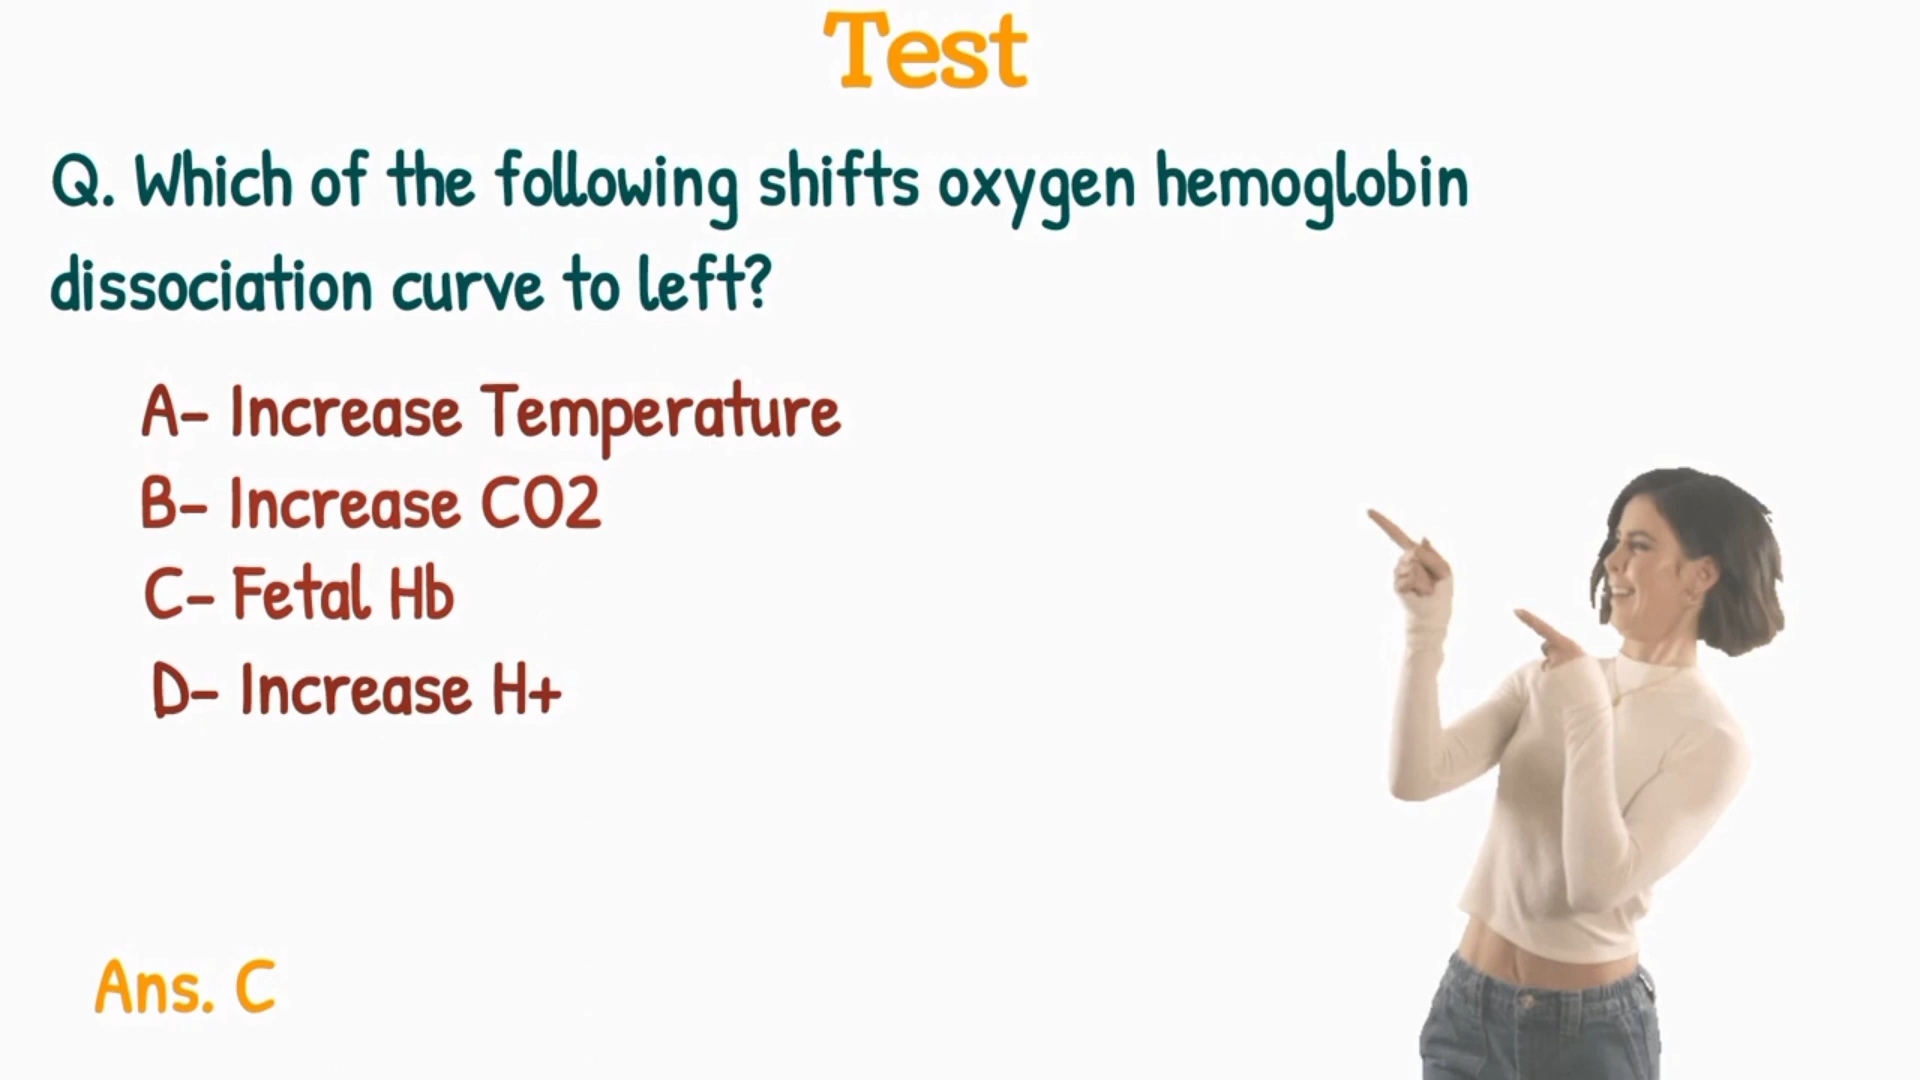 Test
Q. Which of the following shifts oxygen hemoglobin
dissociation curve to left?
A- Increase Temperature
B- Increase CO2
C- Fetal Hb
D- Increase H+
Ans. C